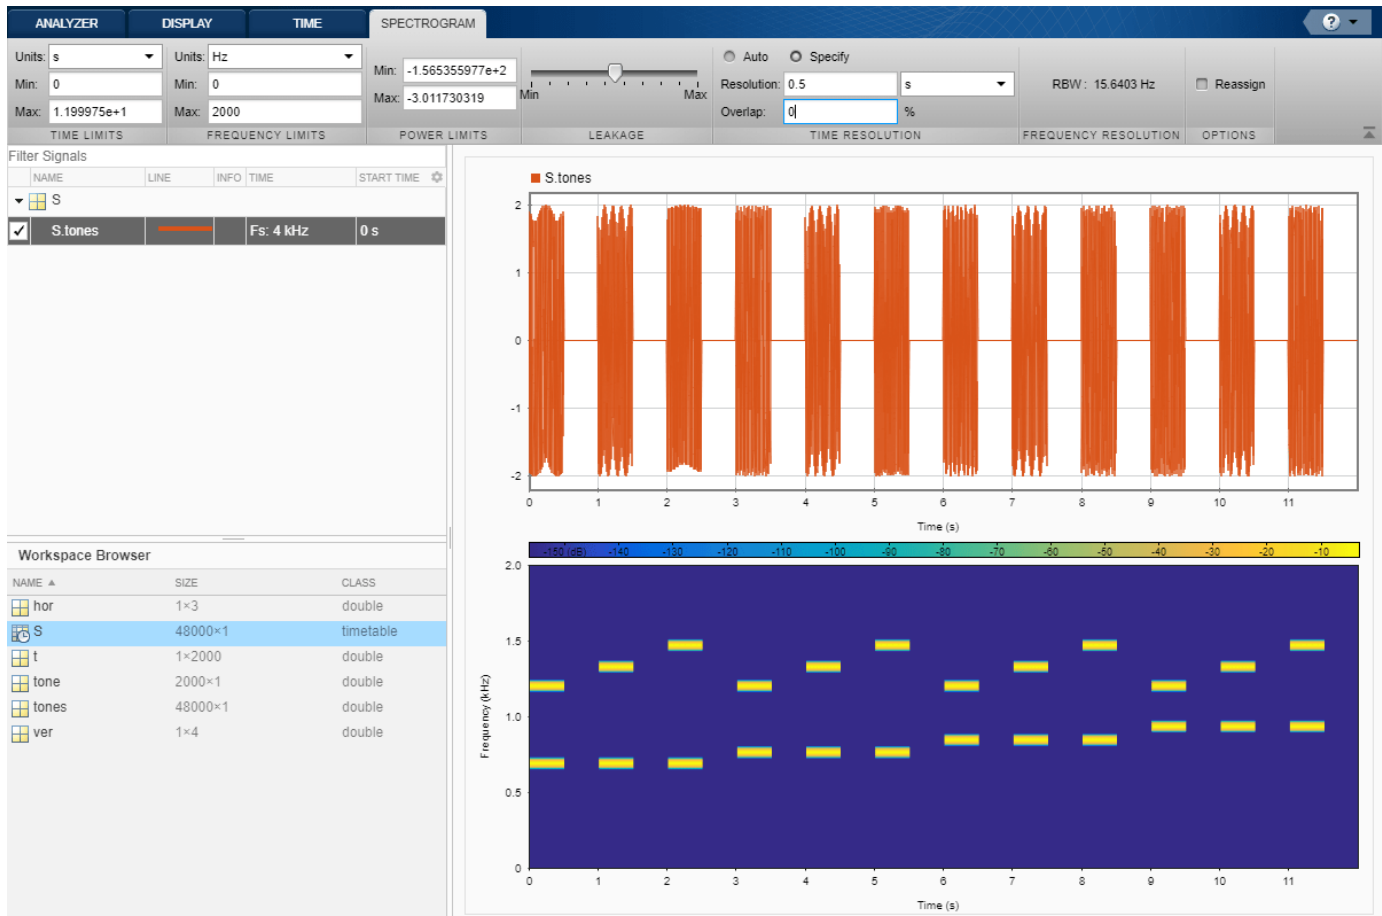 ANALYZER DISPLAY TIME SPECTROGRAM ?
Units: s Units: Hz Min: -1.565355977e+2 Auto Specify
Min: 0 Min: 0 Max: -3.011730319 Min Max Resolution: 0.5 s RBW : 15.6403 Hz Reassign
Max: 1.199975e+1 Max: 2000 Overlap: 0 %
TIME LIMITS FREQUENCY LIMITS POWER LIMITS LEAKAGE TIME RESOLUTION FREQUENCY RESOLUTION OPTIONS
Filter Signals
NAME LINE INFO TIME START TIME
S
S.tones Fs: 4 kHz 0 s
Workspace Browser
NAME SIZE CLASS
hor 1×3 double
S 48000×1 timetable
t 1×2000 double
tone 2000×1 double
tones 48000×1 double
ver 1×4 double
S.tones
2
1
0
-1
-2
0 1 2 3 4 5 6 7 8 9 10 11
Time (s)
-150 (dB) -140 -130 -120 -110 -100 -90 -80 -70 -60 -50 -40 -30 -20 -10
2.0
1.5
1.0
0.5
0
Frequency (kHz)
0 1 2 3 4 5 6 7 8 9 10 11
Time (s)